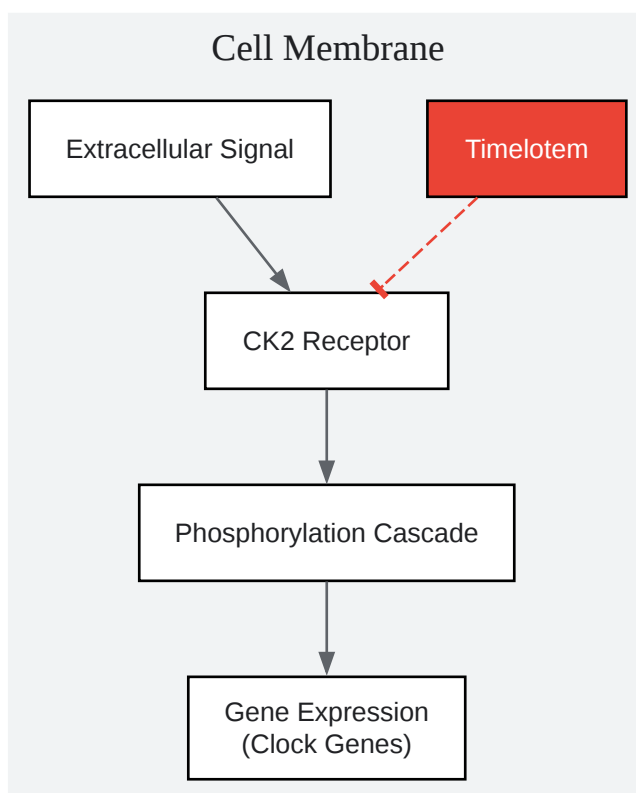 Cell Membrane
Extracellular Signal
Timelotem
CK2 Receptor
Phosphorylation Cascade
Gene Expression
(Clock Genes)